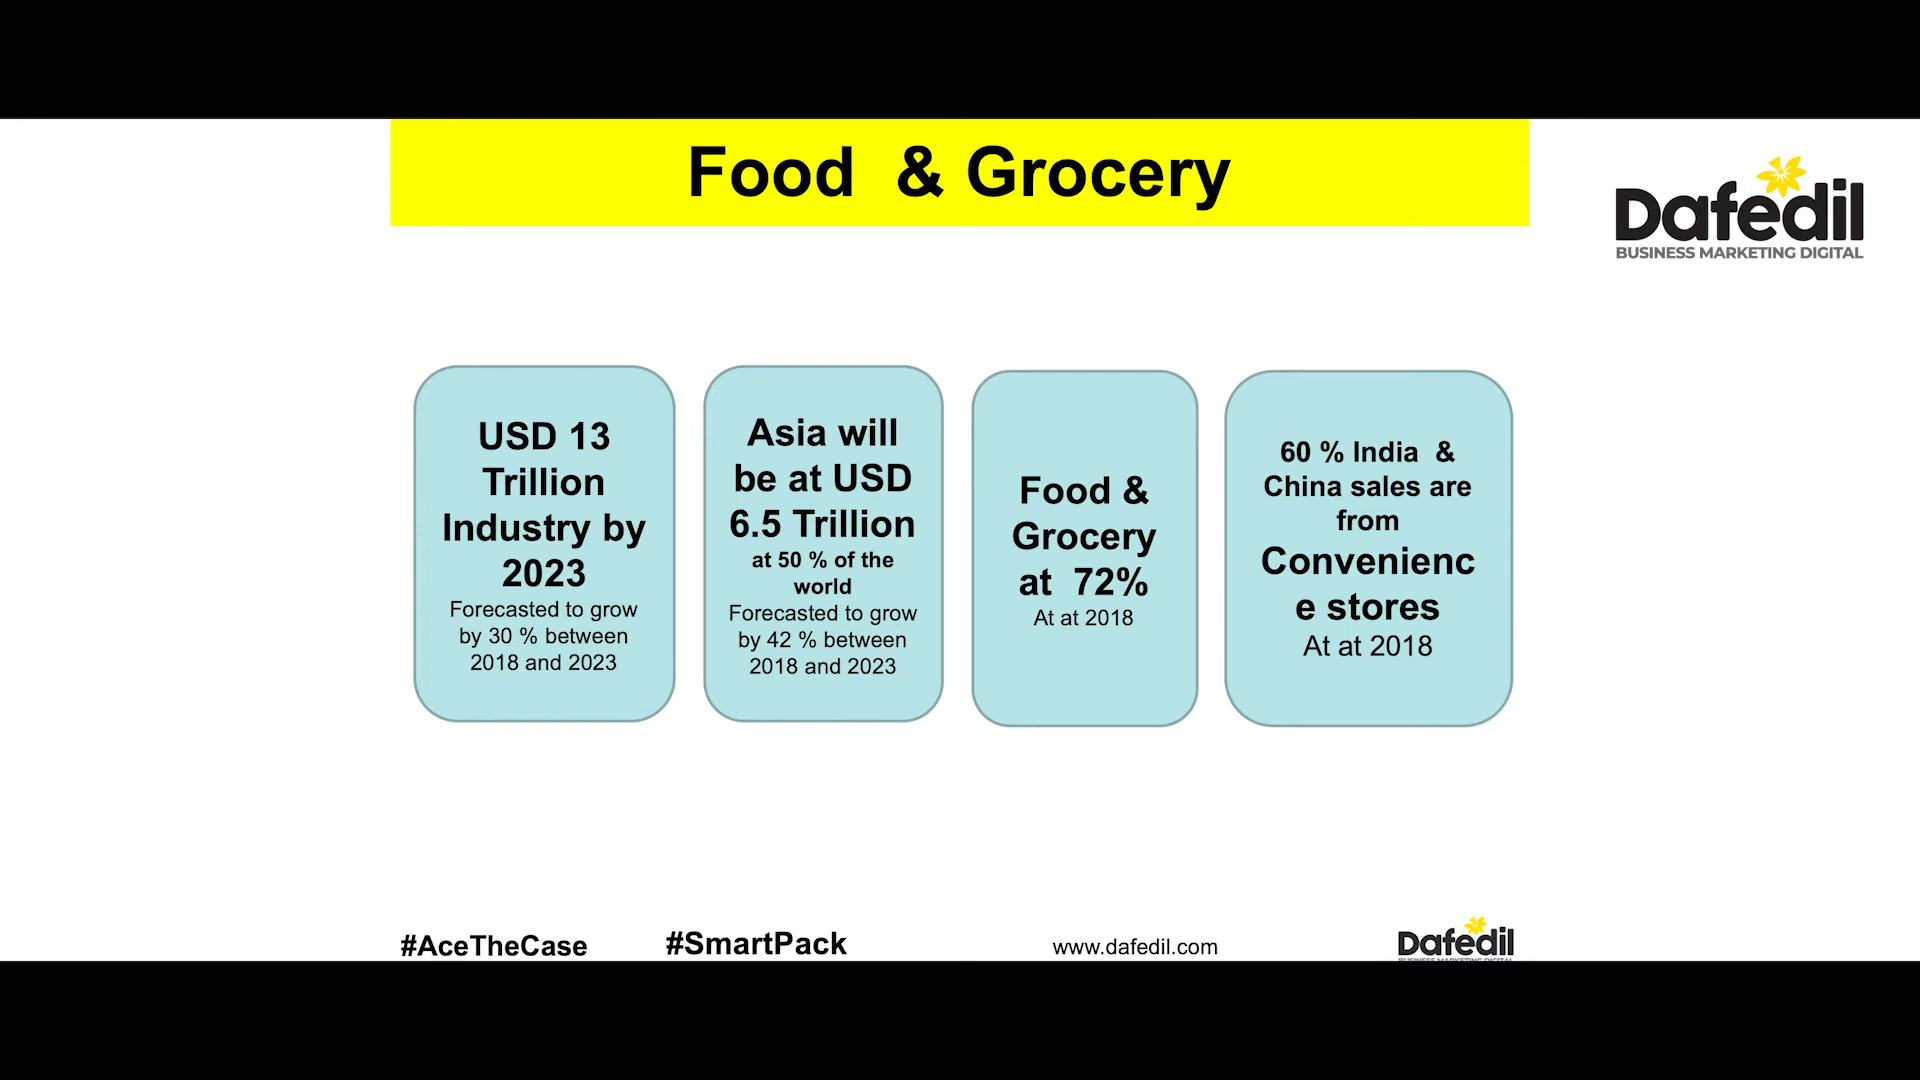 Food & Grocery
Dafedil
BUSINESS MARKETING DIGITAL
USD 13
Trillion
Industry by
2023
Forecasted to grow
by 30 % between
2018 and 2023
Asia will
be at USD
6.5 Trillion
at 50 % of the
world
Forecasted to grow
by 42 % between
2018 and 2023
Food &
Grocery
at 72%
At at 2018
60 % India &
China sales are
from
Convenienc
e stores
At at 2018
#AceTheCase
#SmartPack
www.dafedil.com
Dafedil
BUSINESS MARKETING DIGITAL